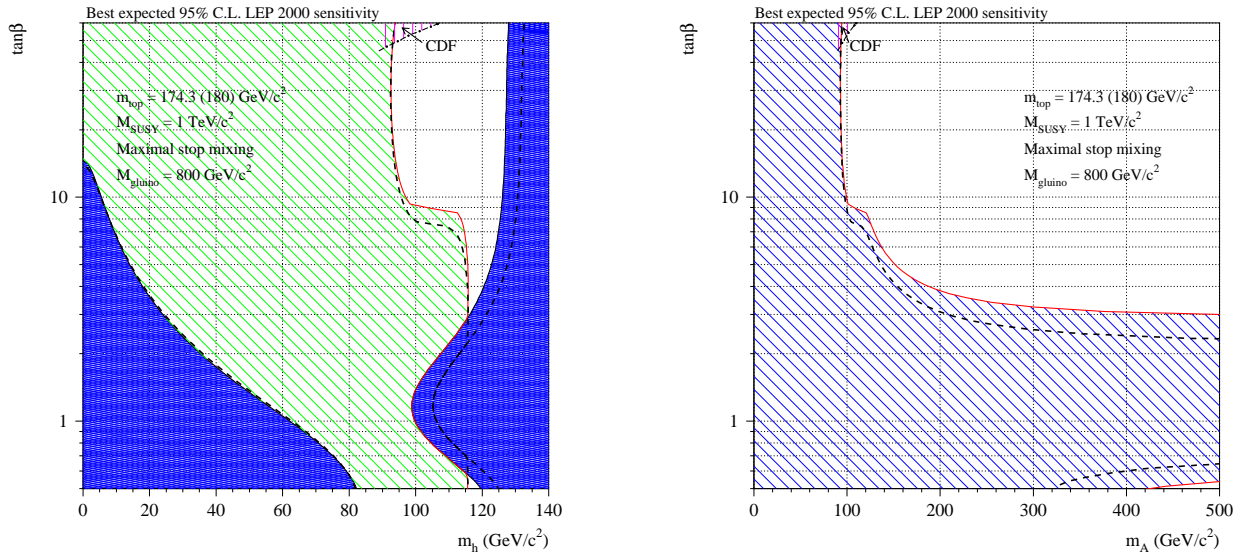 Best expected 95% C.L. LEP 2000 sensitivity
tanβ
CDF
m_top = 174.3 (180) GeV/c²
M_SUSY = 1 TeV/c²
Maximal stop mixing
M_gluino = 800 GeV/c²
10
1
0 20 40 60 80 100 120 140
m_h (GeV/c²)
Best expected 95% C.L. LEP 2000 sensitivity
tanβ
CDF
m_top = 174.3 (180) GeV/c²
M_SUSY = 1 TeV/c²
Maximal stop mixing
M_gluino = 800 GeV/c²
10
1
0 100 200 300 400 500
m_A (GeV/c²)